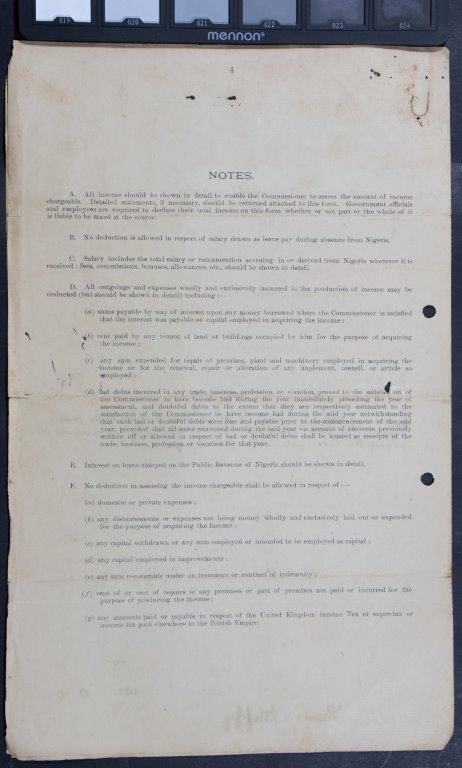 019 020 021 022 023 024
mennon
4
NOTES.
A. All income should be shown in detail to enable the Commissioner to assess the amount of income
chargeable. Detailed statements, if necessary, should be returned attached to this form. Government officials
and employees are required to declare their total income on this form whether or not part or the whole of it
is liable to be taxed at the source.
B. No deduction is allowed in respect of salary drawn as leave pay during absence from Nigeria.
C. Salary includes the total salary or remuneration accruing in or derived from Nigeria wherever it is
received; fees, commissions, bonuses, allowances, etc., should be shown in detail.
D. All outgoings and expenses wholly and exclusively incurred in the production of income may be
deducted (but should be shown in detail) including:—
(a) sums payable by way of interest upon any money borrowed where the Commissioner is satisfied
that the interest was payable on capital employed in acquiring the income;
(b) rent paid by any tenant of land or buildings occupied by him for the purpose of acquiring
the income;
(c) any sum expended for repair of premises, plant and machinery employed in acquiring the
income or for the renewal, repair or alteration of any implement, utensil, or article so
employed;
(d) bad debts incurred in any trade, business, profession, or vocation, proved to the satisfaction of
the Commissioner to have become bad during the year immediately preceding the year of
assessment, and doubtful debts to the extent that they are respectively estimated to the
satisfaction of the Commissioner to have become bad during the said year notwithstanding
that such bad or doubtful debts were due and payable prior to the commencement of the said
year, provided that all sums recovered during the said year on account of amounts previously
written off or allowed in respect of bad or doubtful debts shall be treated as receipts of the
trade, business, profession or vocation for that year.
E. Interest on loans charged on the Public Revenue of Nigeria should be shown in detail.
F. No deduction in assessing the income chargeable shall be allowed in respect of:—
(a) domestic or private expenses;
(b) any disbursements or expenses not being money wholly and exclusively laid out or expended
for the purpose of acquiring the income;
(c) any capital withdrawn or any sum employed or intended to be employed as capital;
(d) any capital employed in improvements;
(e) any sum recoverable under an insurance or contract of indemnity;
(f) rent of or cost of repairs to any premises or part of premises not paid or incurred for the
purpose of producing the income;
(g) any amounts paid or payable in respect of the United Kingdom Income Tax or super-tax or
income tax paid elsewhere in the British Empire.